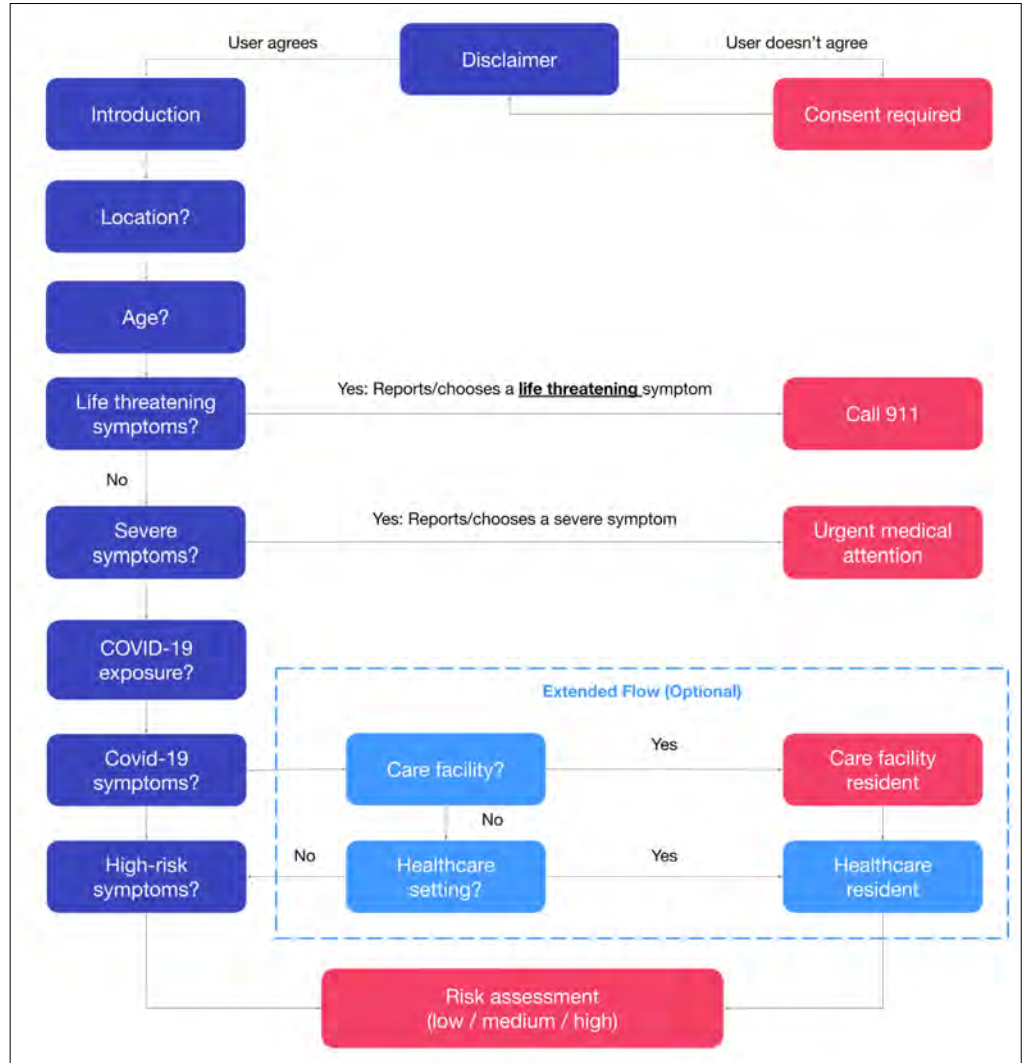 User agrees
Disclaimer
User doesn't agree
Introduction
Consent required
Location?
Age?
Life threatening
symptoms?
Yes: Reports/chooses a life threatening symptom
Call 911
No
Severe
symptoms?
Yes: Reports/chooses a severe symptom
Urgent medical
attention
COVID-19
exposure?
Extended Flow (Optional)
Covid-19
symptoms?
Care facility?
Yes
Care facility
resident
No
High-risk
symptoms?
No
Healthcare
setting?
Yes
Healthcare
resident
Risk assessment
(low / medium / high)